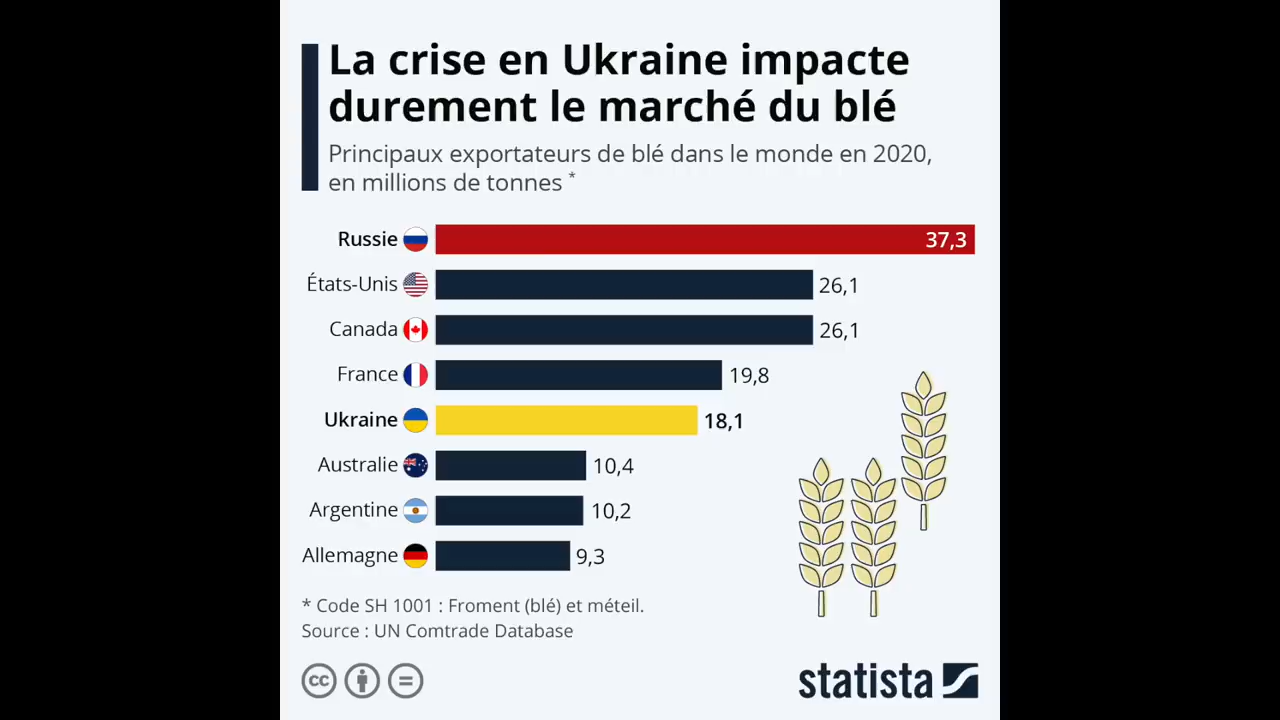 La crise en Ukraine impacte
durement le marché du blé
Principaux exportateurs de blé dans le monde en 2020,
en millions de tonnes *
Russie 37,3
États-Unis 26,1
Canada 26,1
France 19,8
Ukraine 18,1
Australie 10,4
Argentine 10,2
Allemagne 9,3
* Code SH 1001 : Froment (blé) et méteil.
Source : UN Comtrade Database
cc = statista